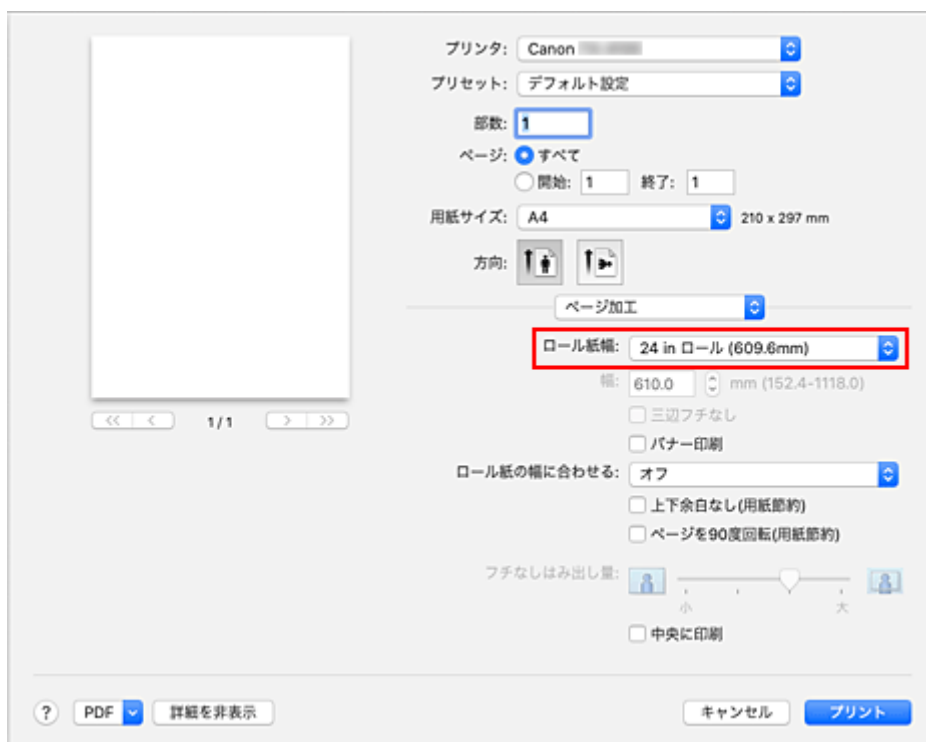 プリンタ: Canon
プリセット: デフォルト設定
部数: 1
ページ: すべて
開始: 1 終了: 1
用紙サイズ: A4 210 x 297 mm
方向:
ページ加工
ロール紙幅: 24 in ロール (609.6mm)
幅: 610.0 mm (152.4-1118.0)
三辺フチなし
1/1
バナー印刷
ロール紙の幅に合わせる: オフ
上下余白なし(用紙節約)
ページを90度回転(用紙節約)
フチなしはみ出し量:
小 大
中央に印刷
? PDF 詳細を非表示 キャンセル プリント